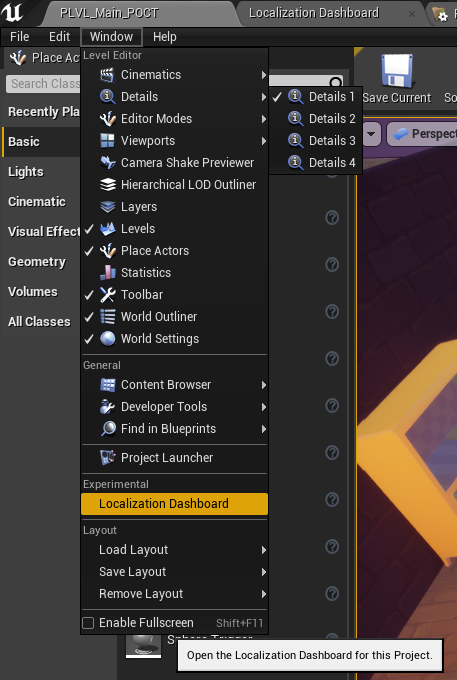 PLVL_Main_POCT
Localization Dashboard
File Edit Window Help
Place Act
Level Editor
Search Class
Cinematics
Save Current
Details
Details 1
Recently Pla
Editor Modes
Details 2
Basic
Viewports
Details 3
Perspect
Camera Shake Previewer
Details 4
Lights
Hierarchical LOD Outliner
Cinematic
Layers
Visual Effect
Levels
Geometry
Place Actors
Statistics
Volumes
Toolbar
All Classes
World Outliner
World Settings
General
Content Browser
Developer Tools
Find in Blueprints
Project Launcher
Experimental
Localization Dashboard
Layout
Load Layout
Save Layout
Remove Layout
Enable Fullscreen Shift+F11
Open the Localization Dashboard for this Project.